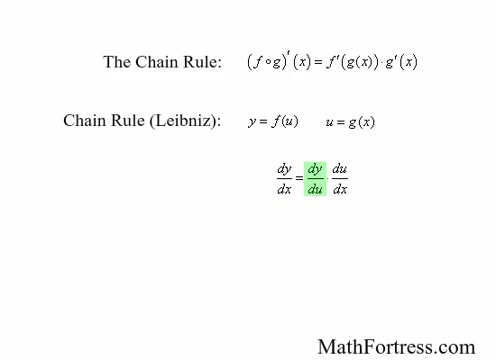 The Chain Rule: (f∘g)′(x) = f′(g(x))·g′(x)
Chain Rule (Leibniz): y = f(u) u = g(x)
dy/dx = dy/du · du/dx
MathFortress.com